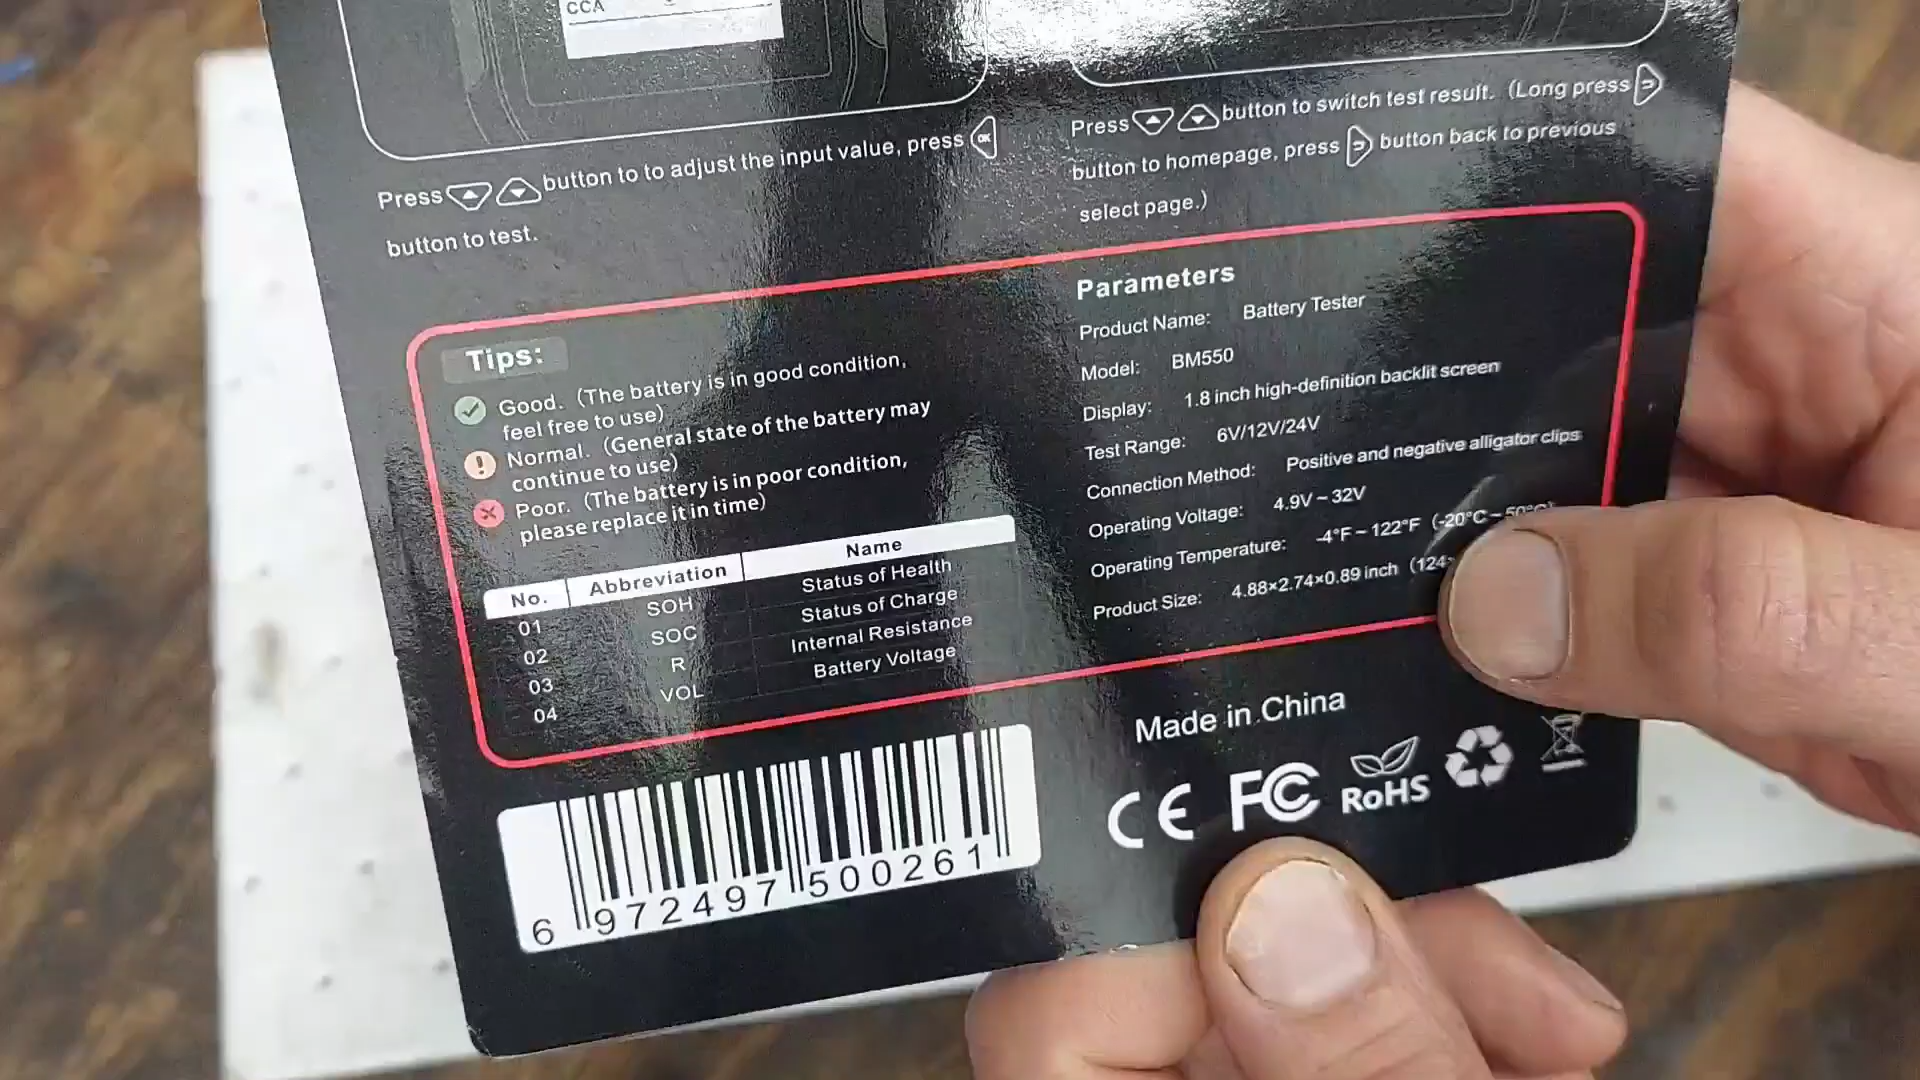 CCA
Press button to to adjust the input value, press OK
button to test.
Press button to switch test result. (Long press
button to homepage, press button back to previous
select page.)
Tips:
Good. (The battery is in good condition,
feel free to use)
Normal. (General state of the battery may
continue to use)
Poor. (The battery is in poor condition,
please replace it in time)
No. Abbreviation Name
01 SOH Status of Health
02 SOC Status of Charge
03 R Internal Resistance
04 VOL Battery Voltage
Parameters
Product Name: Battery Tester
Model: BM550
Display: 1.8 inch high-definition backlit screen
Test Range: 6V/12V/24V
Connection Method: Positive and negative alligator clips
Operating Voltage: 4.9V ~ 32V
Operating Temperature: -4°F ~ 122°F (-20°C ~ 50°C)
Product Size: 4.88×2.74×0.89 inch (124
6 972497 500261
Made in China
CE FC RoHS